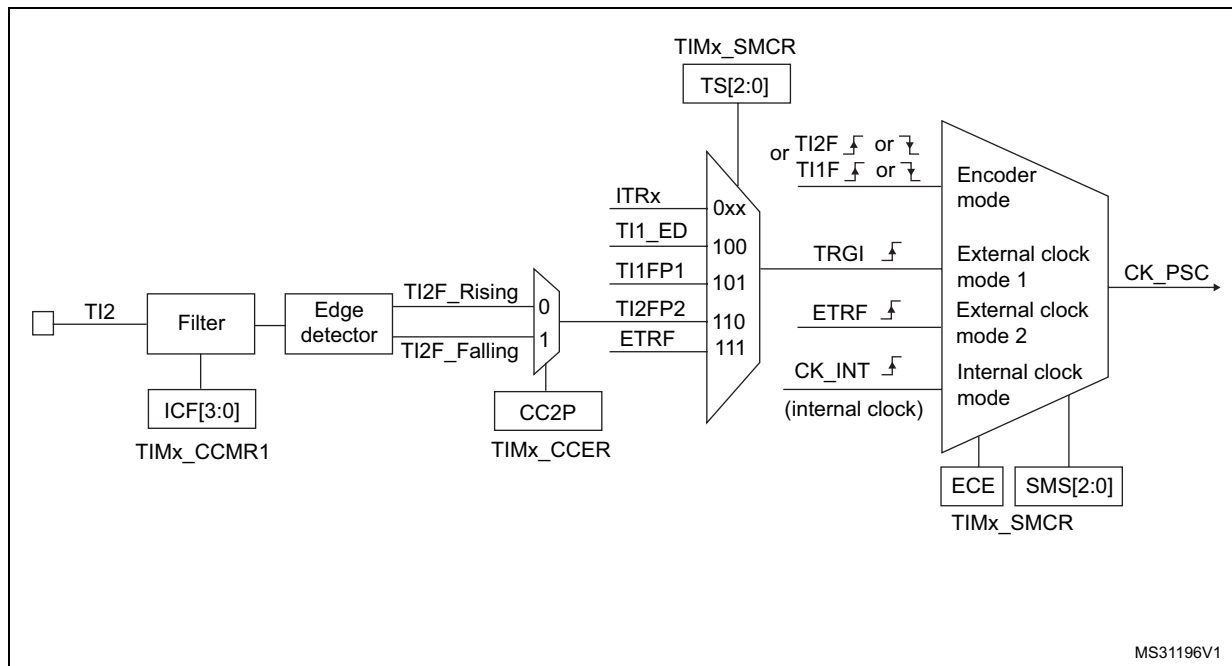 TIMx_SMCR
TS[2:0]
or TI2F or
TI1F or
Encoder
mode
ITRx
0xx
TI1_ED
100
TRGI
External clock
mode 1
CK_PSC
TI1FP1
101
TI2
Filter
Edge
detector
TI2F_Rising
0
TI2F_Falling
1
TI2FP2
110
ETRF
111
ETRF
External clock
mode 2
CK_INT
(internal clock)
Internal clock
mode
ICF[3:0]
TIMx_CCMR1
CC2P
TIMx_CCER
ECE
SMS[2:0]
TIMx_SMCR
MS31196V1